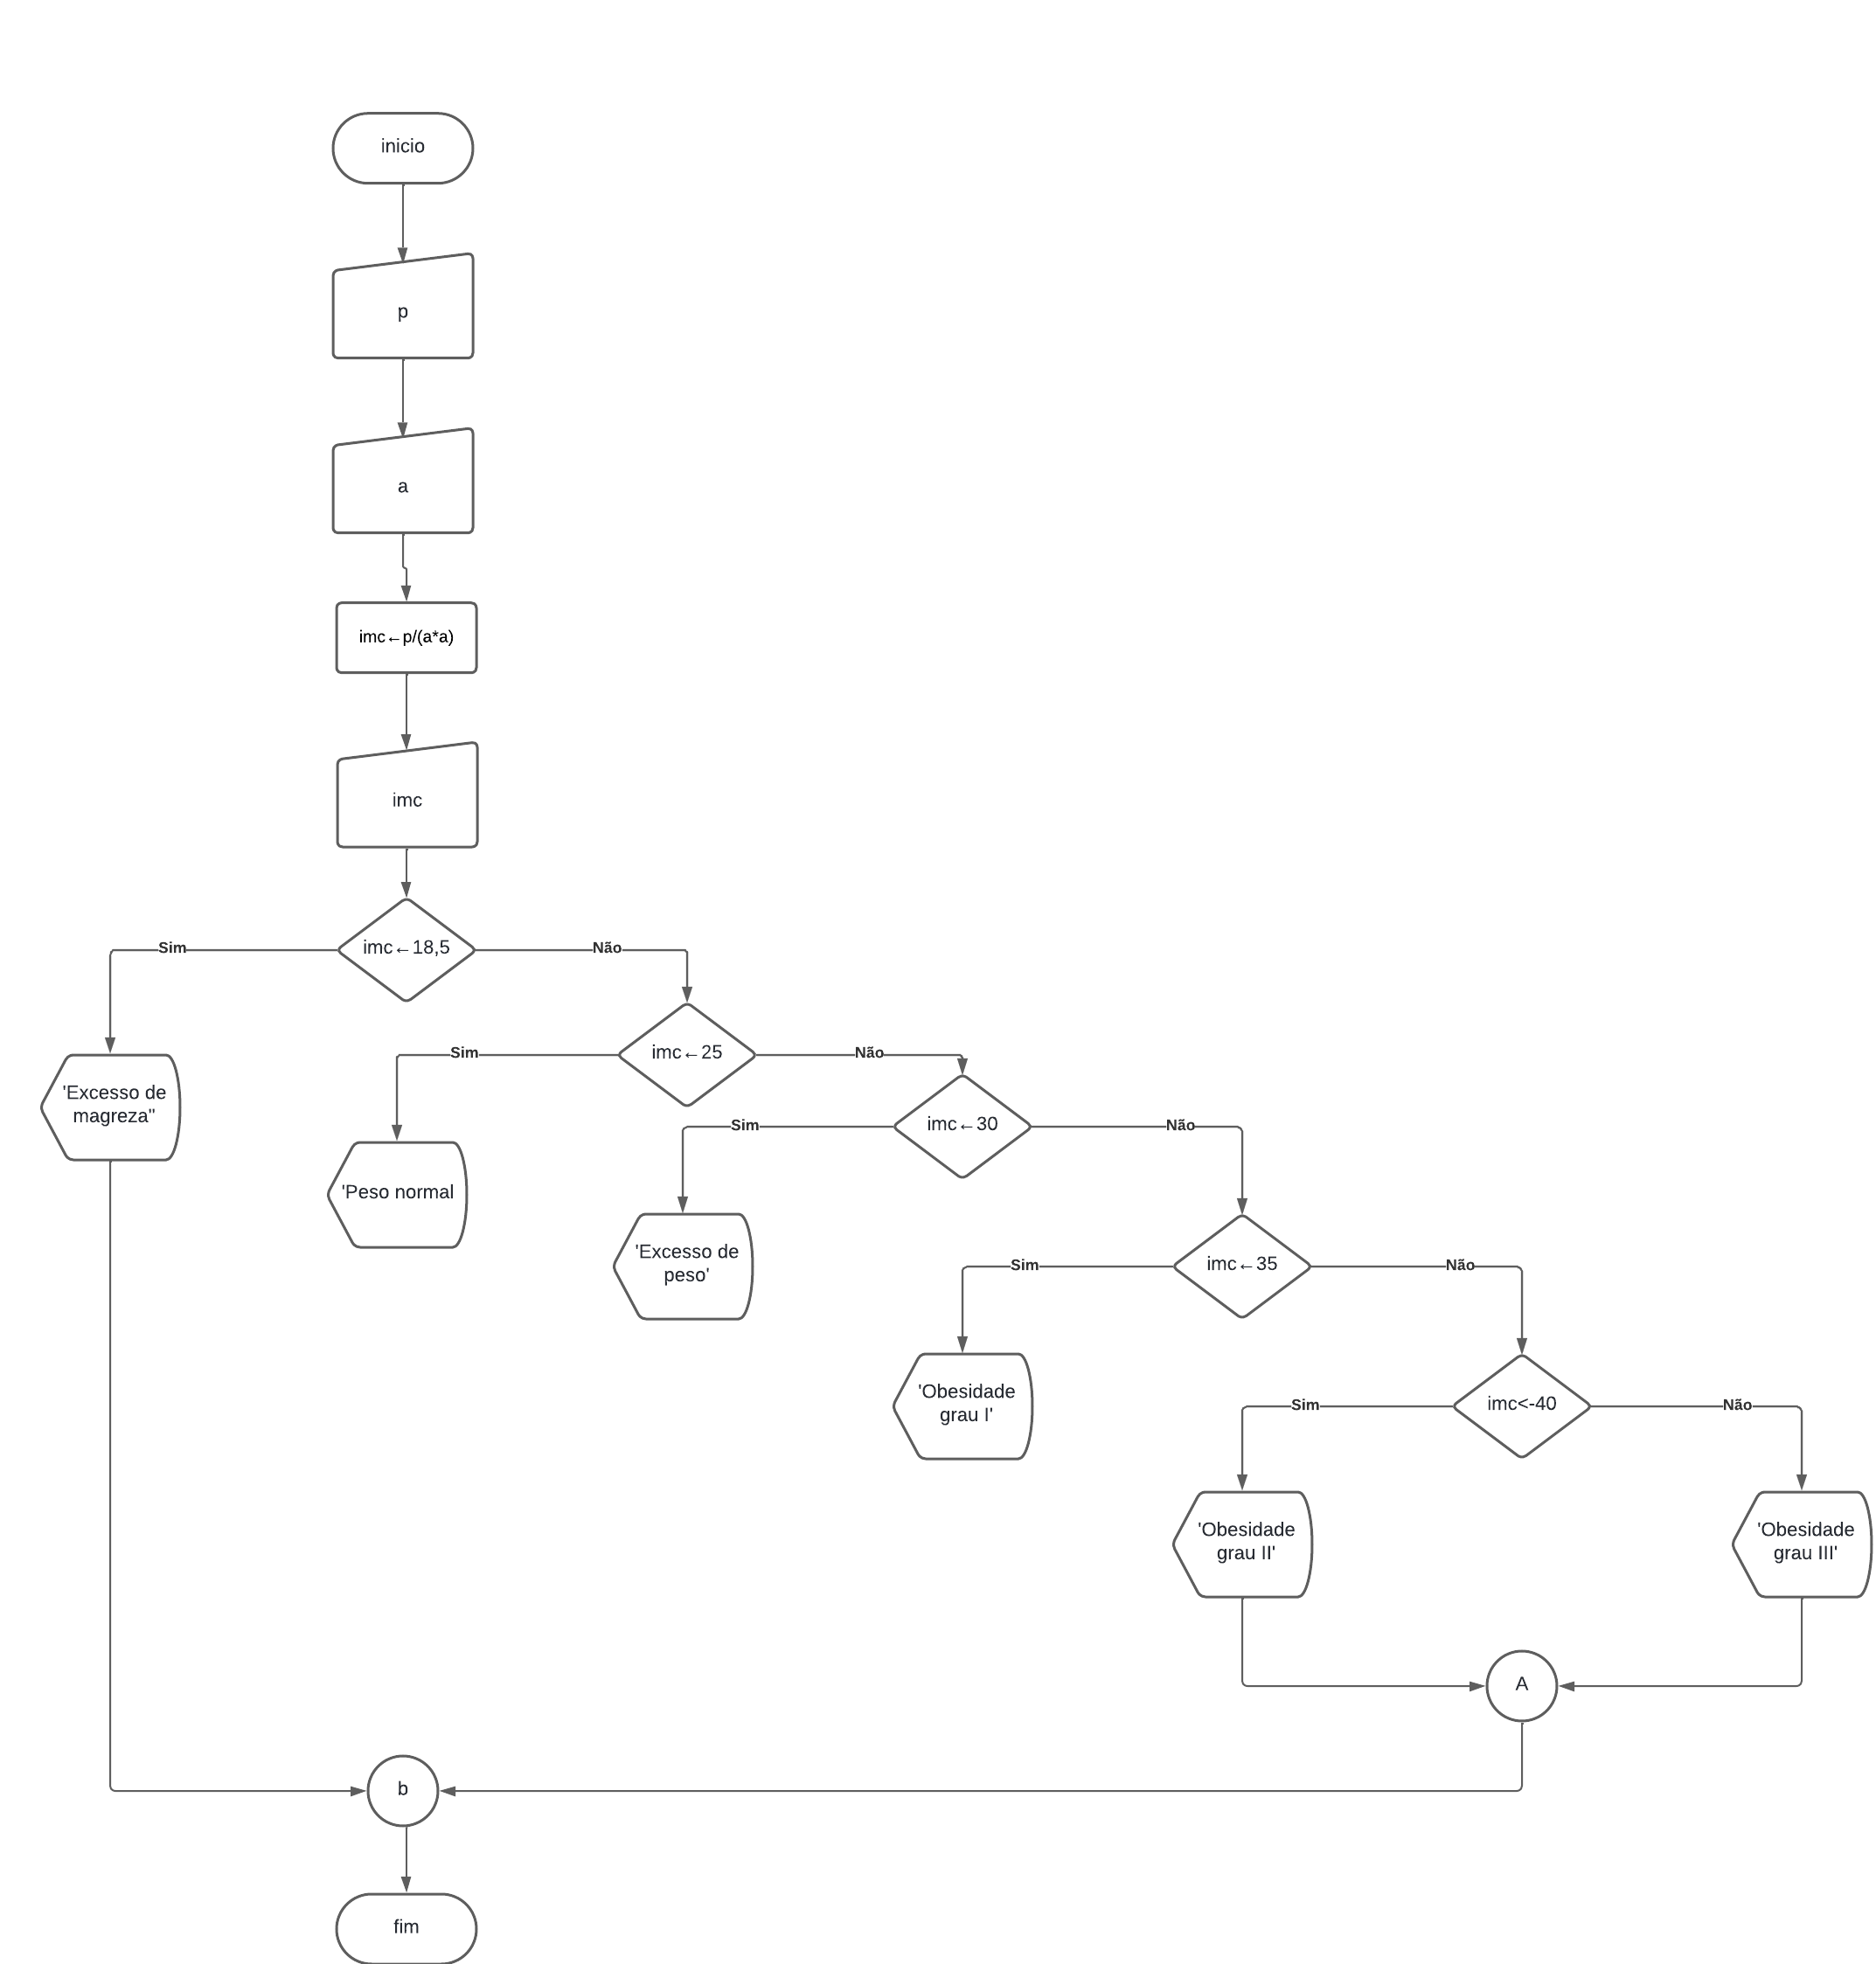 inicio
p
a
imc←p/(a*a)
imc
imc←18,5
Sim
Não
imc←25
Sim
Não
'Excesso de
magreza"
imc←30
Sim
Não
'Peso normal
'Excesso de
peso'
imc←35
Sim
Não
'Obesidade
grau I'
imc<-40
Sim
Não
'Obesidade
grau II'
'Obesidade
grau III'
A
b
fim